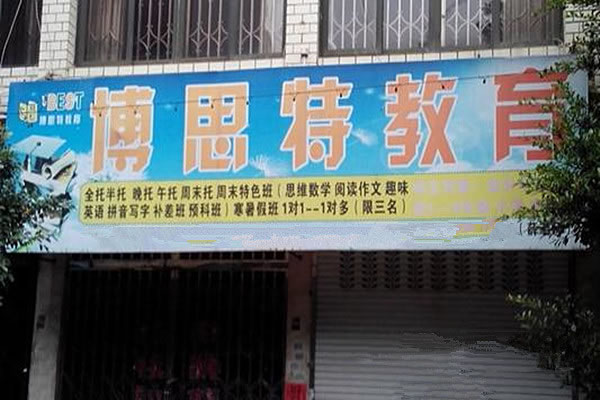 BEST
博思特教育
全托半托 晚托 午托 周末托 周末特色班（思维数学 阅读作文 趣味
英语 拼音写字 补差班 预科班）寒暑假班 1对1--1对多（限三名）